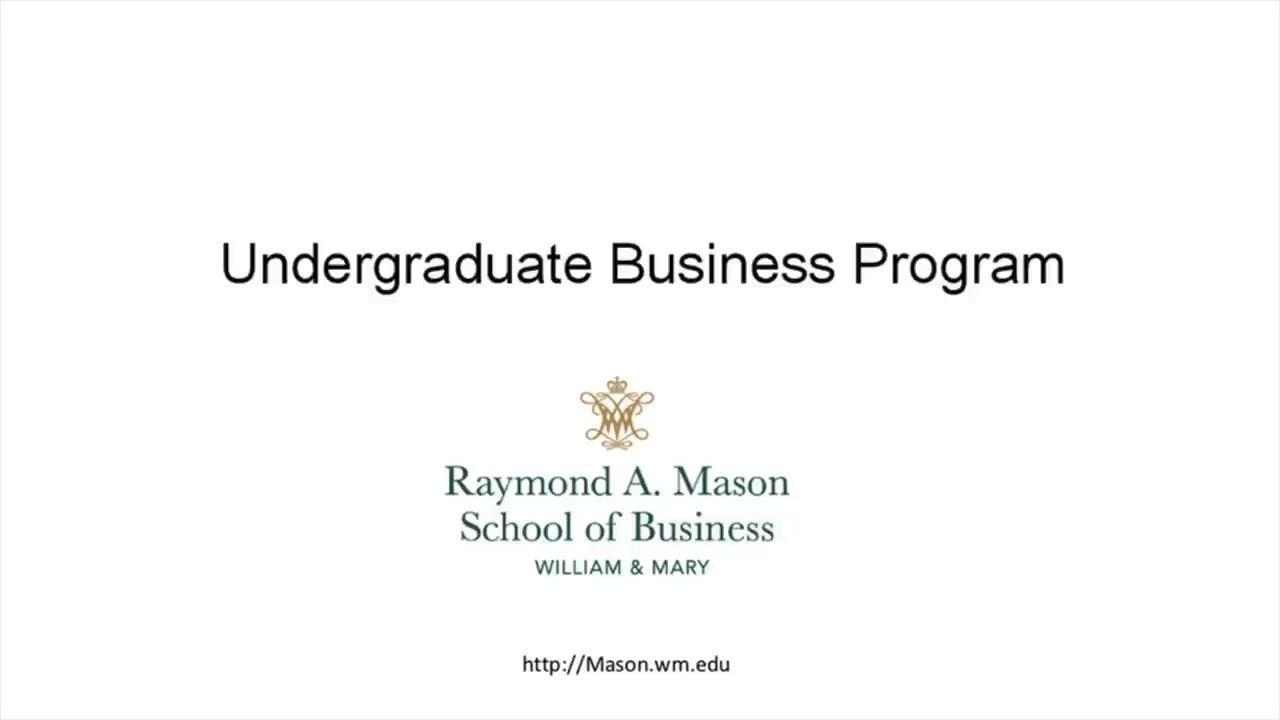 Undergraduate Business Program
Raymond A. Mason
School of Business
WILLIAM & MARY
http://Mason.wm.edu